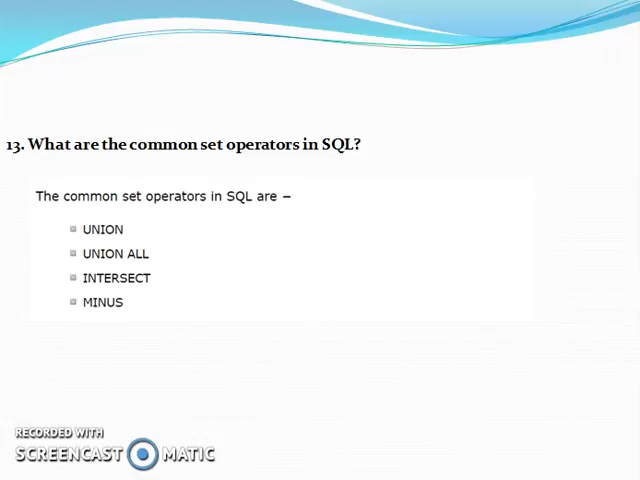 13. What are the common set operators in SQL?
The common set operators in SQL are −
UNION
UNION ALL
INTERSECT
MINUS
RECORDED WITH
SCREENCAST MATIC